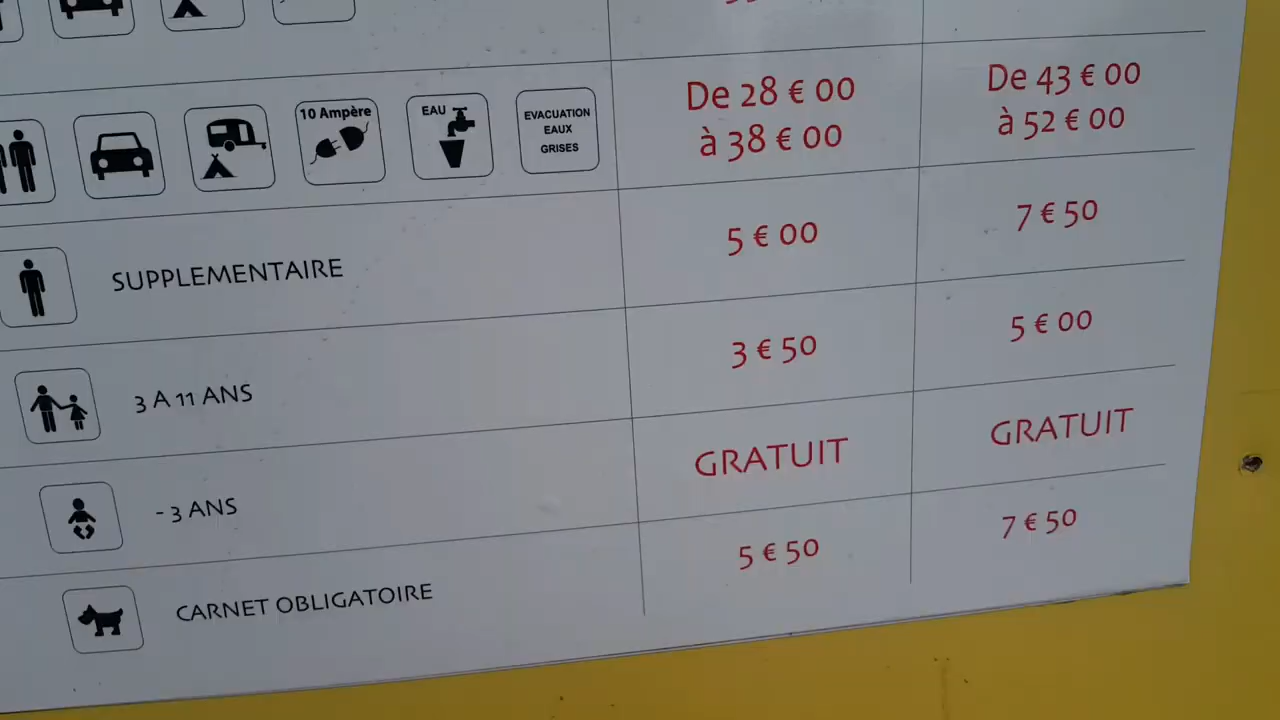 10 Ampère
EAU
EVACUATION
EAUX
GRISES
De 28 € 00
à 38 € 00
De 43 € 00
à 52 € 00
SUPPLEMENTAIRE
5 € 00
7 € 50
3 A 11 ANS
3 € 50
5 € 00
- 3 ANS
GRATUIT
GRATUIT
CARNET OBLIGATOIRE
5 € 50
7 € 50